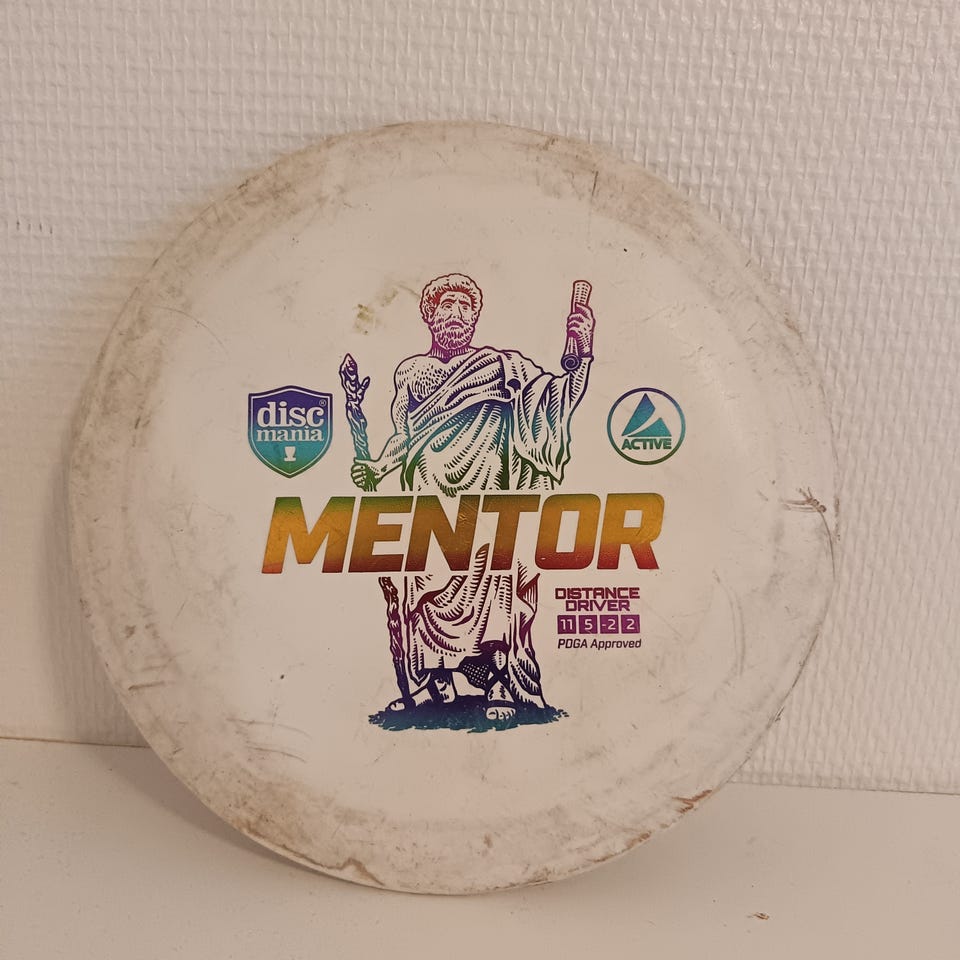 disc®
mania
ACTIVE
MENTOR
DISTANCE
DRIVER
11 5 -2 2
PDGA Approved